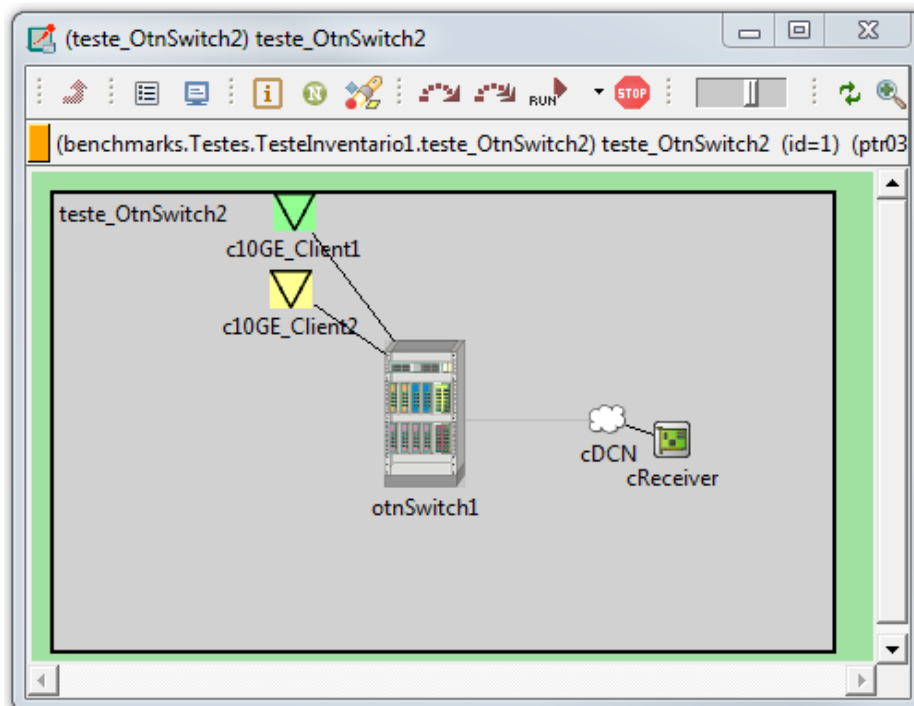 (teste_OtnSwitch2) teste_OtnSwitch2
RUN
STOP
(benchmarks.Testes.TesteInventario1.teste_OtnSwitch2) teste_OtnSwitch2 (id=1) (ptr03
teste_OtnSwitch2
c10GE_Client1
c10GE_Client2
otnSwitch1
cDCN
cReceiver